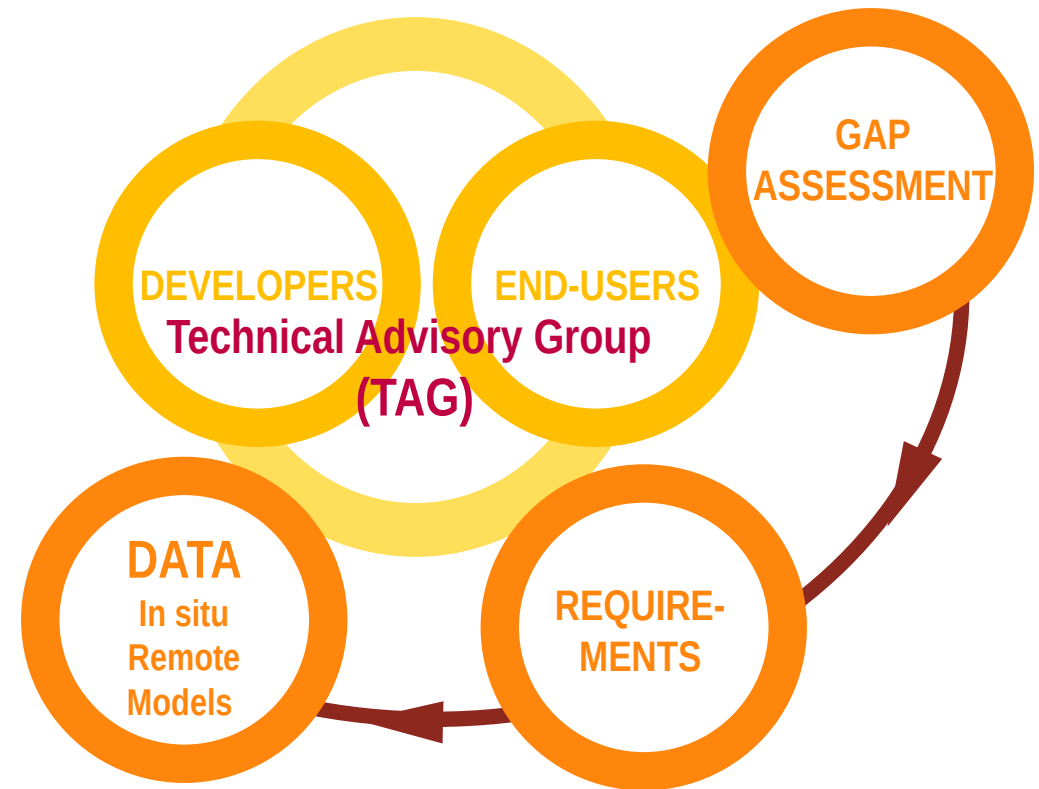 GAP
ASSESSMENT
DEVELOPERS
END-USERS
Technical Advisory Group
(TAG)
DATA
In situ
Remote
Models
REQUIRE-
MENTS